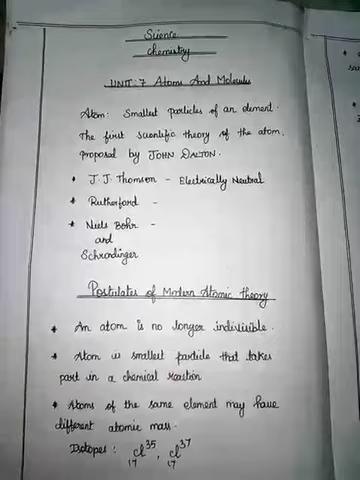 Science
Chemistry
UNIT: 7 Atoms And Molecules
Atom: Smallest particles of an element.
The first scientific theory of the atom.
proposal by JOHN DALTON.
* J.J. Thomson - Electrically Neutral
* Rutherford -
* Niels Bohr -
and
Schrodinger
Postulates of Modern Atomic theory
* An atom is no longer indivisible.
* Atom is smallest particle that takes
part in a chemical reaction
* Atoms of the same element may have
different atomic mass.
Isotopes: ₁₇Cl³⁵, ₁₇Cl³⁷